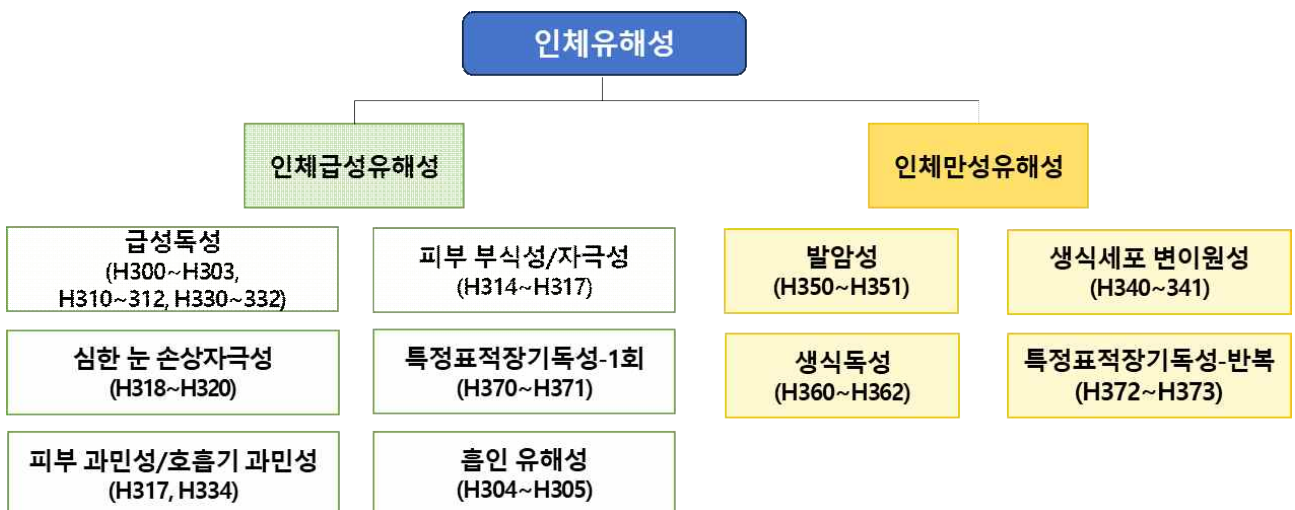 인체유해성
인체급성유해성
인체만성유해성
급성독성
(H300~H303,
H310~312, H330~332)
피부 부식성/자극성
(H314~H317)
발암성
(H350~H351)
생식세포 변이원성
(H340~341)
심한 눈 손상자극성
(H318~H320)
특정표적장기독성-1회
(H370~H371)
생식독성
(H360~H362)
특정표적장기독성-반복
(H372~H373)
피부 과민성/호흡기 과민성
(H317, H334)
흡인 유해성
(H304~H305)